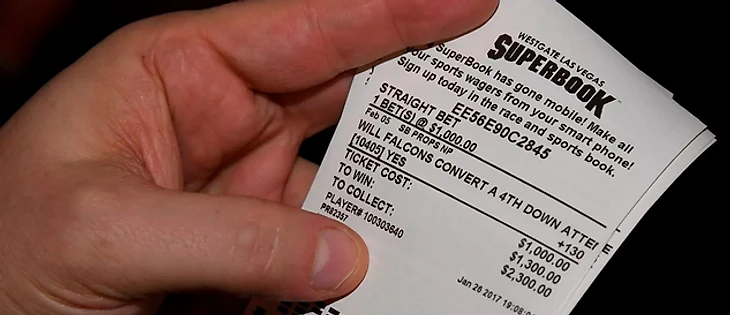 WESTGATE LAS VEGAS
SUPERBOOK™
SuperBook has gone mobile! Make all
your sports wagers from your smart phone!
Sign up today in the race and sports book.
EE56E90C2845
STRAIGHT BET
1 BET(S) @ $1,000.00
Feb 05 SB PROPS NP
WILL FALCONS CONVERT A 4TH DOWN
[10405] YES +130
TICKET COST: $1,000.00
TO WIN: $1,300.00
TO COLLECT: $2,300.00
PLAYER# 100303640
PR82357
Jan 26 2017